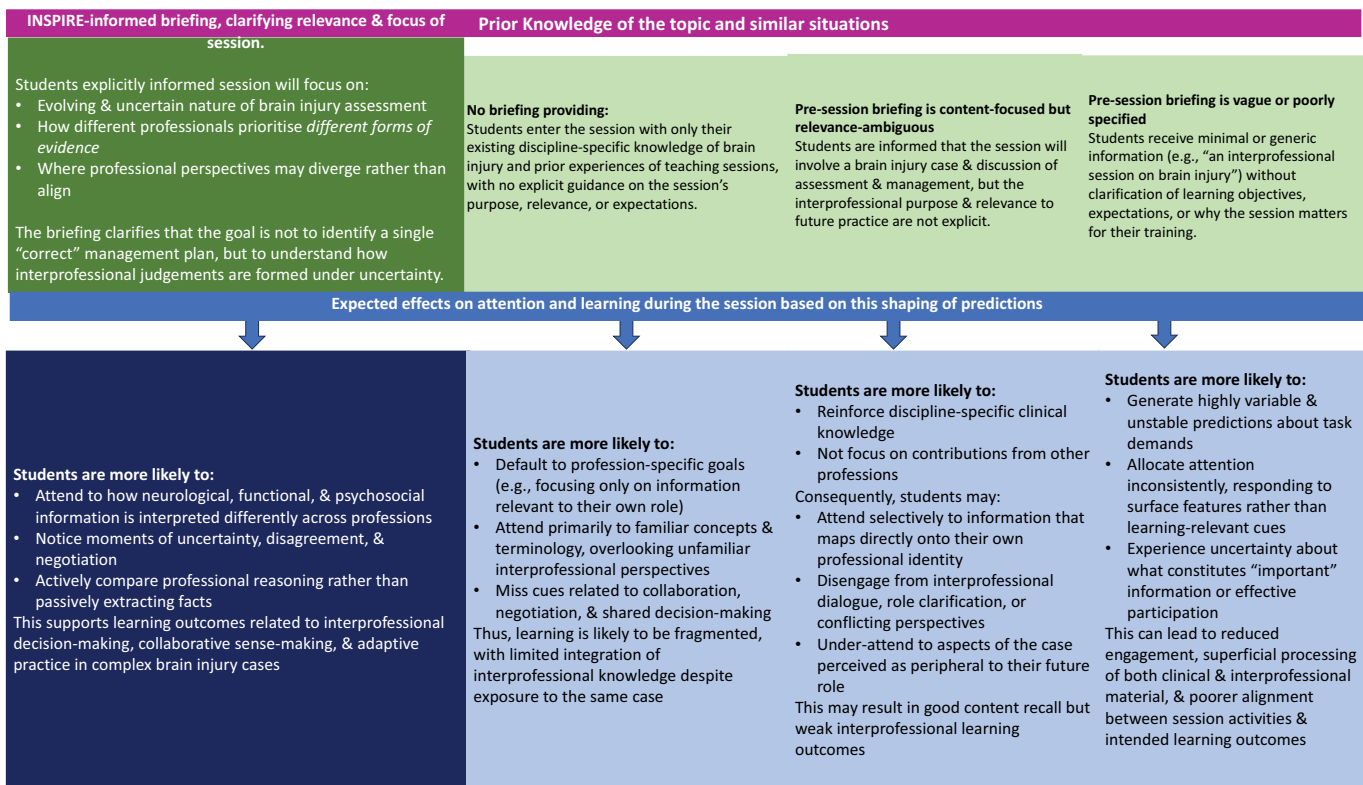 INSPIRE-informed briefing, clarifying relevance & focus of
session.
Prior Knowledge of the topic and similar situations
Students explicitly informed session will focus on:
• Evolving & uncertain nature of brain injury assessment
• How different professionals prioritise different forms of
evidence
• Where professional perspectives may diverge rather than
align
The briefing clarifies that the goal is not to identify a single
“correct” management plan, but to understand how
interprofessional judgements are formed under uncertainty.
No briefing providing:
Students enter the session with only their
existing discipline-specific knowledge of brain
injury and prior experiences of teaching sessions,
with no explicit guidance on the session’s
purpose, relevance, or expectations.
Pre-session briefing is content-focused but
relevance-ambiguous
Students are informed that the session will
involve a brain injury case & discussion of
assessment & management, but the
interprofessional purpose & relevance to
future practice are not explicit.
Pre-session briefing is vague or poorly
specified
Students receive minimal or generic
information (e.g., “an interprofessional
session on brain injury”) without
clarification of learning objectives,
expectations, or why the session matters
for their training.
Expected effects on attention and learning during the session based on this shaping of predictions
Students are more likely to:
• Attend to how neurological, functional, & psychosocial
information is interpreted differently across professions
• Notice moments of uncertainty, disagreement, &
negotiation
• Actively compare professional reasoning rather than
passively extracting facts
This supports learning outcomes related to interprofessional
decision-making, collaborative sense-making, & adaptive
practice in complex brain injury cases
Students are more likely to:
• Default to profession-specific goals
(e.g., focusing only on information
relevant to their own role)
• Attend primarily to familiar concepts &
terminology, overlooking unfamiliar
interprofessional perspectives
• Miss cues related to collaboration,
negotiation, & shared decision-making
Thus, learning is likely to be fragmented,
with limited integration of
interprofessional knowledge despite
exposure to the same case
Students are more likely to:
• Reinforce discipline-specific clinical
knowledge
• Not focus on contributions from other
professions
Consequently, students may:
• Attend selectively to information that
maps directly onto their own
professional identity
• Disengage from interprofessional
dialogue, role clarification, or
conflicting perspectives
• Under-attend to aspects of the case
perceived as peripheral to their future
role
This may result in good content recall but
weak interprofessional learning
outcomes
Students are more likely to:
• Generate highly variable &
unstable predictions about task
demands
• Allocate attention
inconsistently, responding to
surface features rather than
learning-relevant cues
• Experience uncertainty about
what constitutes “important”
information or effective
participation
This can lead to reduced
engagement, superficial processing
of both clinical & interprofessional
material, & poorer alignment
between session activities &
intended learning outcomes